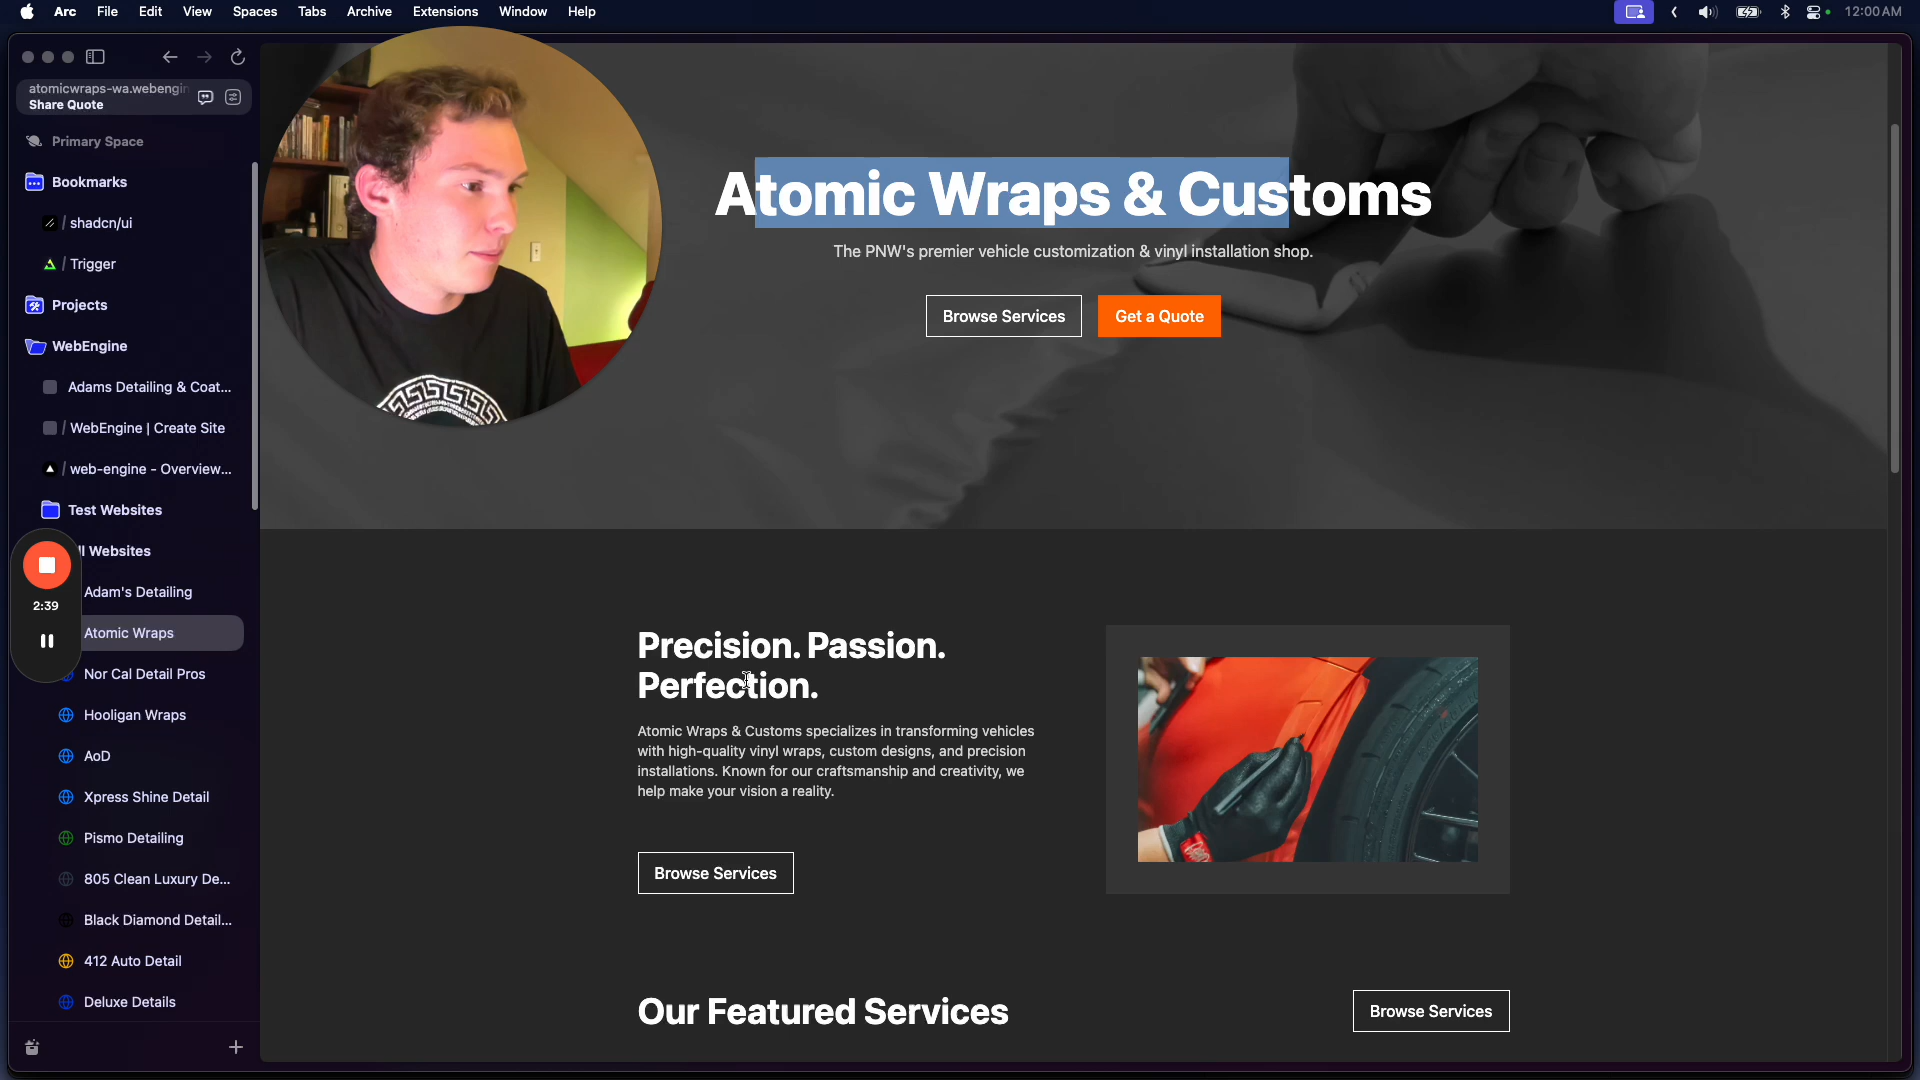 Arc File Edit View Spaces Tabs Archive Extensions Window Help
12:00 AM
atomicwraps-wa.webengin
Share Quote
Primary Space
Bookmarks
/ shadcn/ui
/ Trigger
Projects
WebEngine
Adams Detailing & Coat...
/ WebEngine | Create Site
/ web-engine - Overview...
Test Websites
Websites
Adam's Detailing
2:39
Atomic Wraps
Nor Cal Detail Pros
Hooligan Wraps
AoD
Xpress Shine Detail
Pismo Detailing
805 Clean Luxury De...
Black Diamond Detail...
412 Auto Detail
Deluxe Details
Atomic Wraps & Customs
The PNW's premier vehicle customization & vinyl installation shop.
Browse Services
Get a Quote
Precision. Passion.
Perfection.
Atomic Wraps & Customs specializes in transforming vehicles
with high-quality vinyl wraps, custom designs, and precision
installations. Known for our craftsmanship and creativity, we
help make your vision a reality.
Browse Services
Our Featured Services
Browse Services